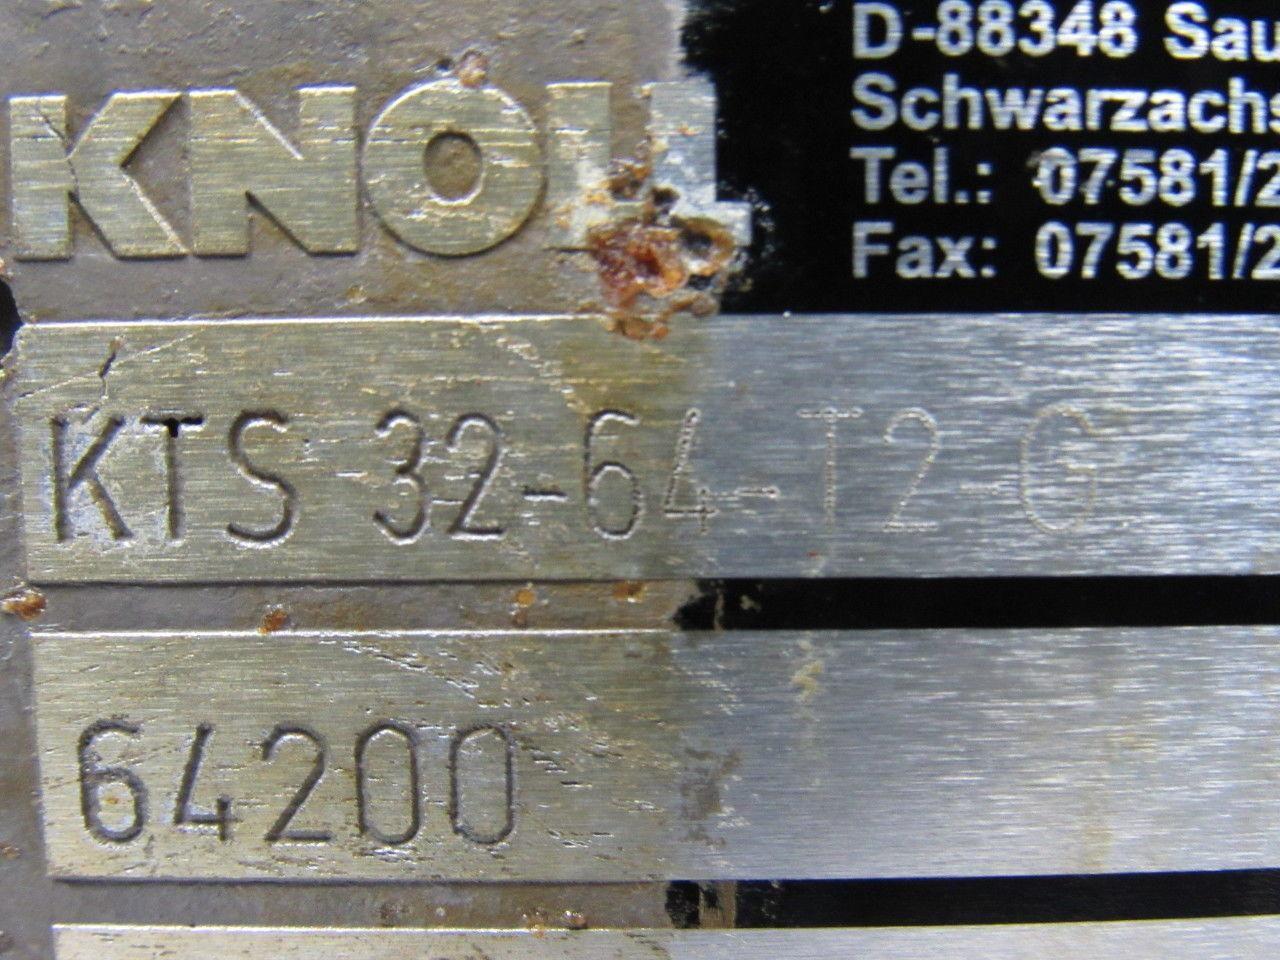 KNOLL
D-88348 Sau
Schwarzachs
Tel.: 07581/2
Fax: 07581/2
KTS 32-64-T2-G
64200